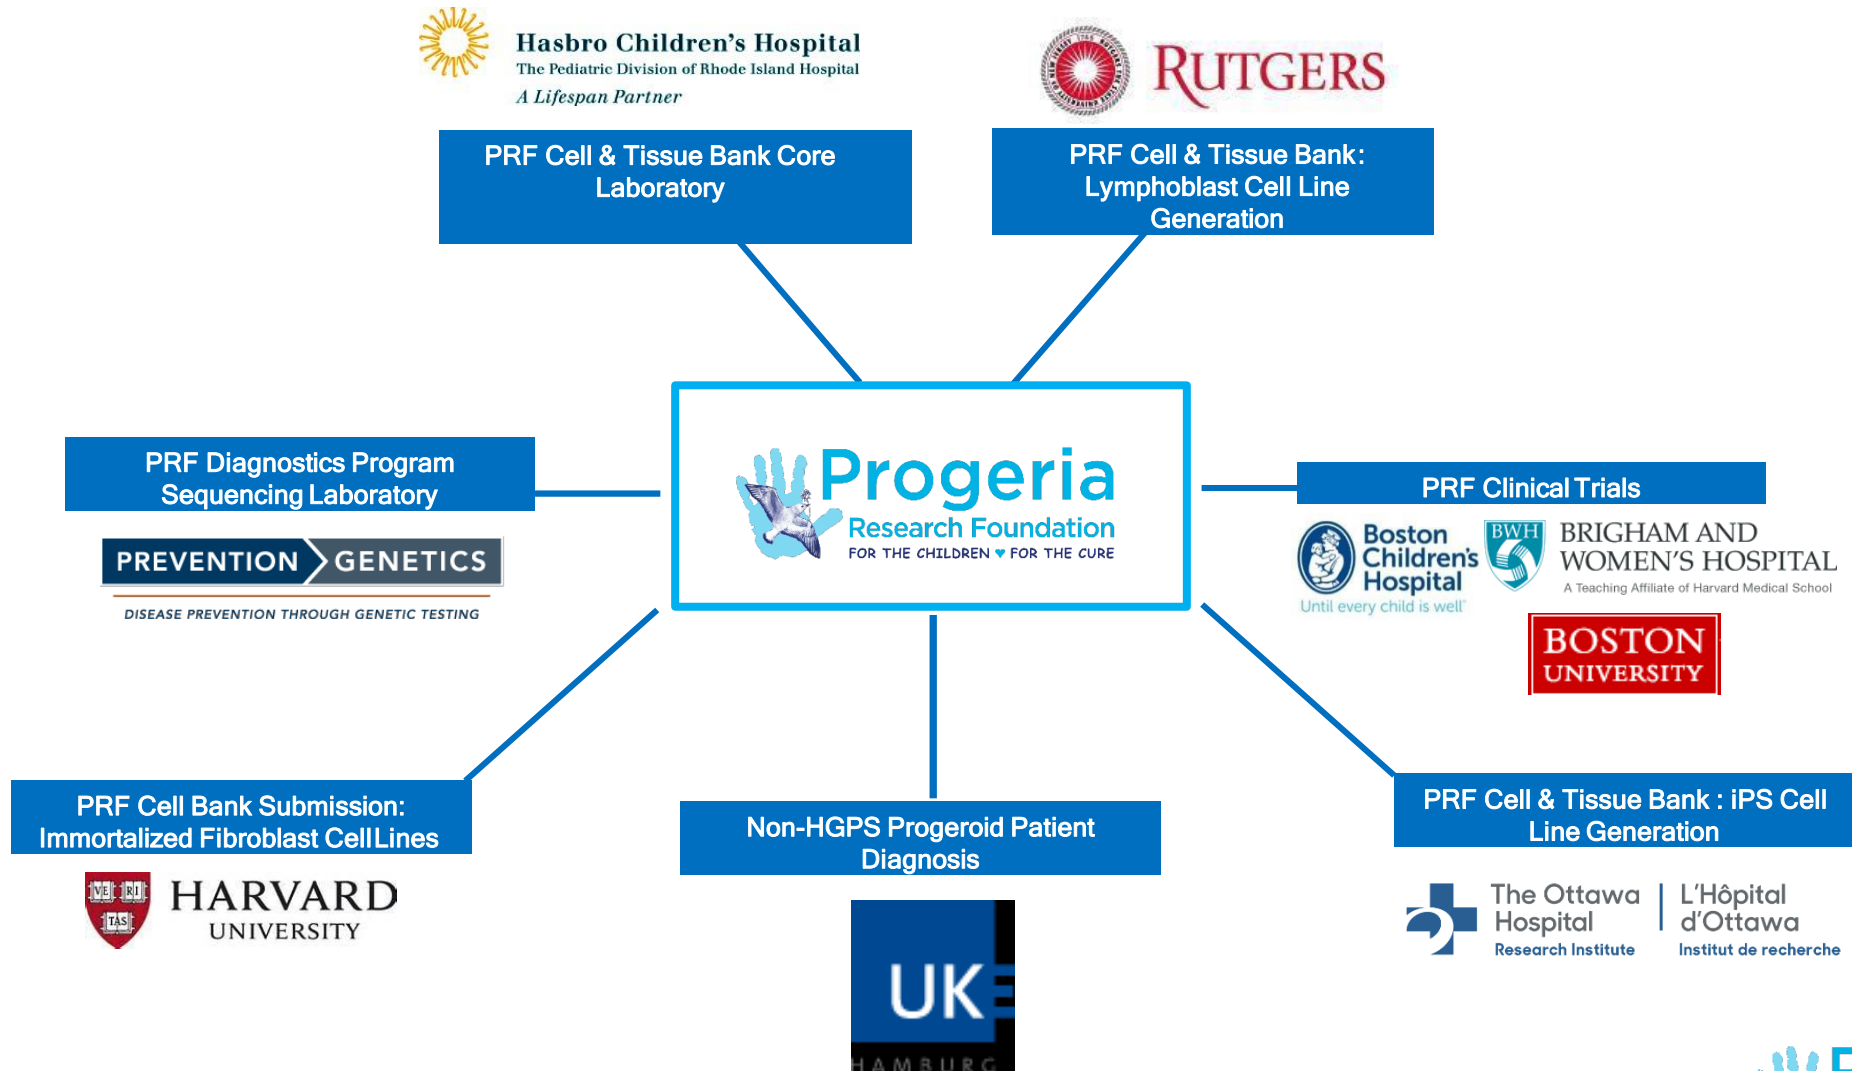 Hasbro Children's Hospital
The Pediatric Division of Rhode Island Hospital
A Lifespan Partner
RUTGERS
PRF Cell & Tissue Bank Core
Laboratory
PRF Cell & Tissue Bank:
Lymphoblast Cell Line
Generation
Progeria
Research Foundation
FOR THE CHILDREN ♥ FOR THE CURE
PRF Diagnostics Program
Sequencing Laboratory
PREVENTION GENETICS
DISEASE PREVENTION THROUGH GENETIC TESTING
PRF Clinical Trials
Boston
Children's
Hospital
Until every child is well™
BWH
BRIGHAM AND
WOMEN'S HOSPITAL
A Teaching Affiliate of Harvard Medical School
BOSTON
UNIVERSITY
PRF Cell Bank Submission:
Immortalized Fibroblast Cell Lines
VE RI
TAS
HARVARD
UNIVERSITY
Non-HGPS Progeroid Patient
Diagnosis
UKE
HAMBURG
PRF Cell & Tissue Bank : iPS Cell
Line Generation
The Ottawa
Hospital
Research Institute
L'Hôpital
d'Ottawa
Institut de recherche